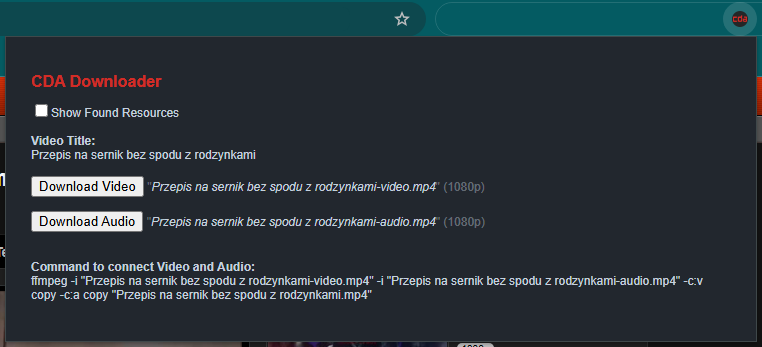 cda
CDA Downloader
Show Found Resources
Video Title:
Przepis na sernik bez spodu z rodzynkami
Download Video "Przepis na sernik bez spodu z rodzynkami-video.mp4" (1080p)
Download Audio "Przepis na sernik bez spodu z rodzynkami-audio.mp4" (1080p)
Command to connect Video and Audio:
ffmpeg -i "Przepis na sernik bez spodu z rodzynkami-video.mp4" -i "Przepis na sernik bez spodu z rodzynkami-audio.mp4" -c:v
copy -c:a copy "Przepis na sernik bez spodu z rodzynkami.mp4"